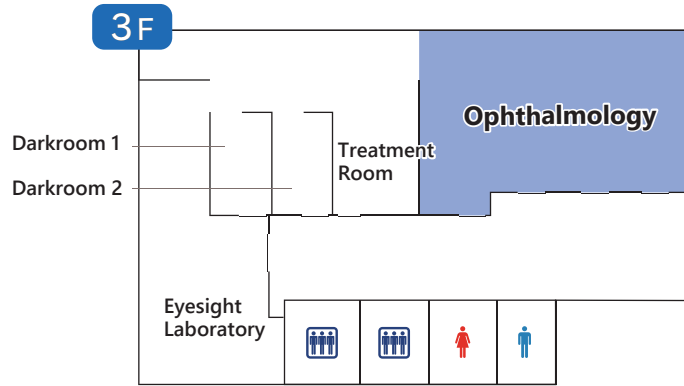 3F
Ophthalmology
Darkroom 1
Treatment
Room
Darkroom 2
Eyesight
Laboratory